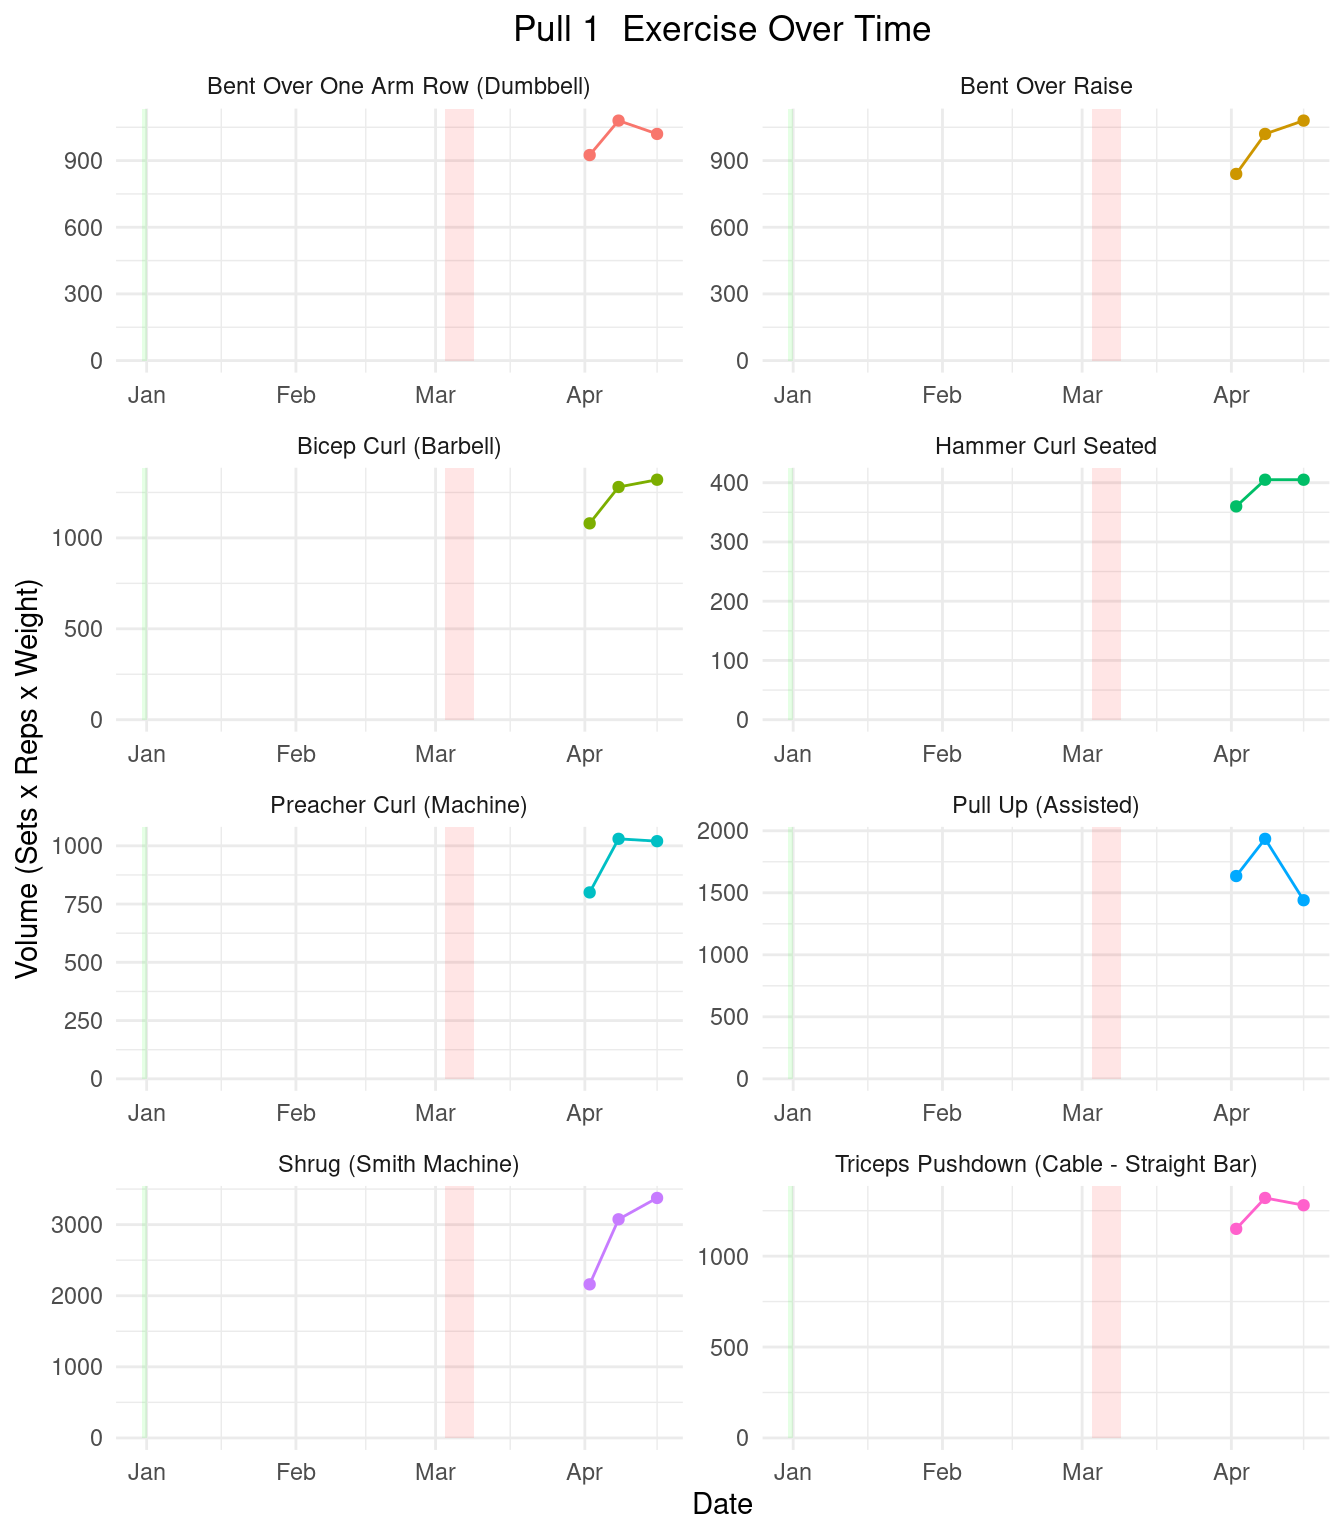 Pull 1  Exercise Over Time
Bent Over One Arm Row (Dumbbell)
900
600
300
0
Jan Feb Mar Apr
Bent Over Raise
900
600
300
0
Jan Feb Mar Apr
Bicep Curl (Barbell)
1000
500
0
Jan Feb Mar Apr
Hammer Curl Seated
400
300
200
100
0
Jan Feb Mar Apr
Volume (Sets x Reps x Weight)
Preacher Curl (Machine)
1000
750
500
250
0
Jan Feb Mar Apr
Pull Up (Assisted)
2000
1500
1000
500
0
Jan Feb Mar Apr
Shrug (Smith Machine)
3000
2000
1000
0
Jan Feb Mar Apr
Triceps Pushdown (Cable - Straight Bar)
1000
500
0
Jan Feb Mar Apr
Date